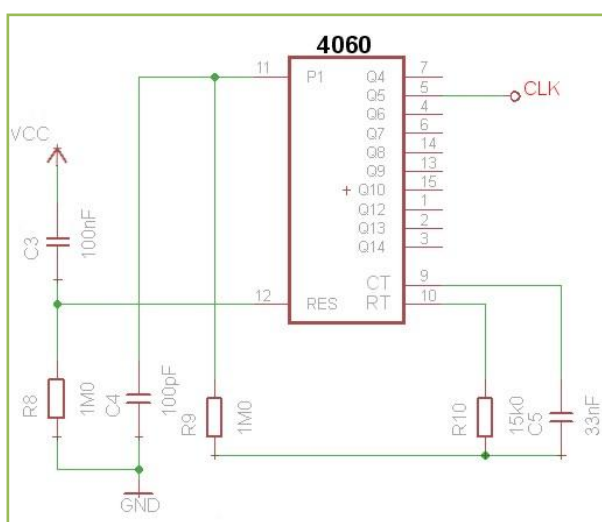 4060
11
P1
Q4
7
Q5
5
CLK
Q6
4
Q7
6
VCC
Q8
14
Q9
13
Q10
15
Q12
1
Q13
2
Q14
3
C3
100nF
CT
9
12
RES
RT
10
R8
1M0
C4
100pF
R9
1M0
R10
15k0
C5
33nF
GND